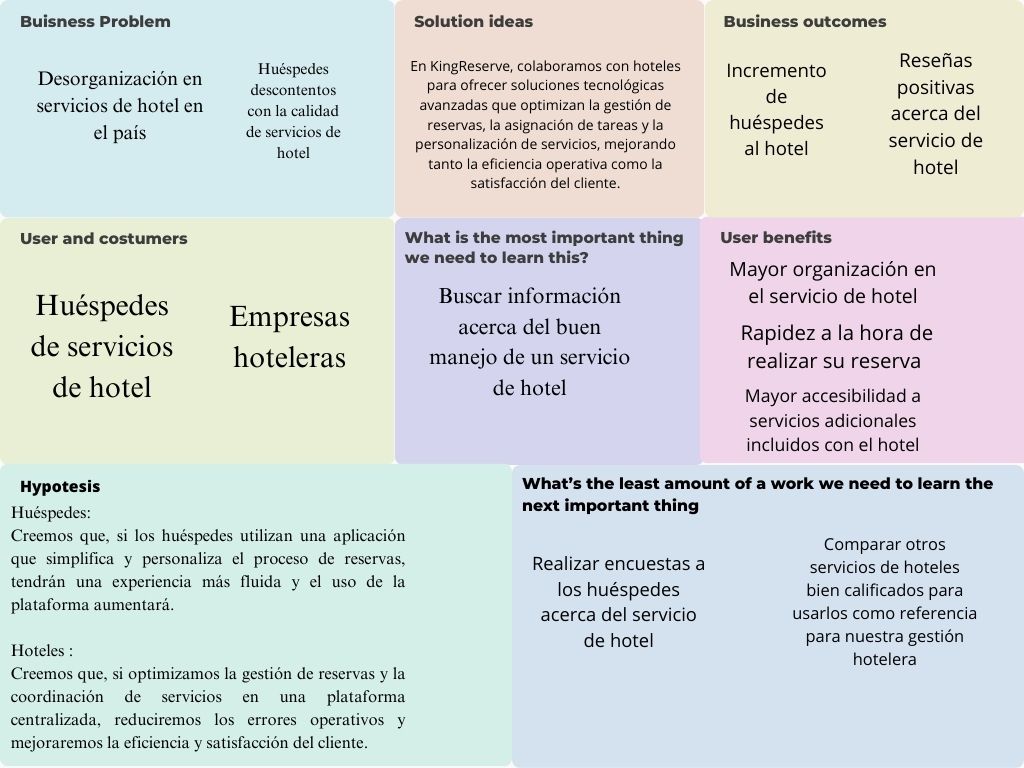 Buisness Problem
Desorganización en
servicios de hotel en
el país
Huéspedes
descontentos
con la calidad
de servicios de
hotel
Solution ideas
En KingReserve, colaboramos con hoteles
para ofrecer soluciones tecnológicas
avanzadas que optimizan la gestión de
reservas, la asignación de tareas y la
personalización de servicios, mejorando
tanto la eficiencia operativa como la
satisfacción del cliente.
Business outcomes
Incremento
de
huéspedes
al hotel
Reseñas
positivas
acerca del
servicio de
hotel
User and costumers
Huéspedes
de servicios
de hotel
Empresas
hoteleras
What is the most important thing
we need to learn this?
Buscar información
acerca del buen
manejo de un servicio
de hotel
User benefits
Mayor organización en
el servicio de hotel
Rapidez a la hora de
realizar su reserva
Mayor accesibilidad a
servicios adicionales
incluidos con el hotel
Hypotesis
Huéspedes:
Creemos que, si los huéspedes utilizan una aplicación
que simplifica y personaliza el proceso de reservas,
tendrán una experiencia más fluida y el uso de la
plataforma aumentará.
Hoteles :
Creemos que, si optimizamos la gestión de reservas y la
coordinación de servicios en una plataforma
centralizada, reduciremos los errores operativos y
mejoraremos la eficiencia y satisfacción del cliente.
What’s the least amount of a work we need to learn the
next important thing
Realizar encuestas a
los huéspedes
acerca del servicio
de hotel
Comparar otros
servicios de hoteles
bien calificados para
usarlos como referencia
para nuestra gestión
hotelera